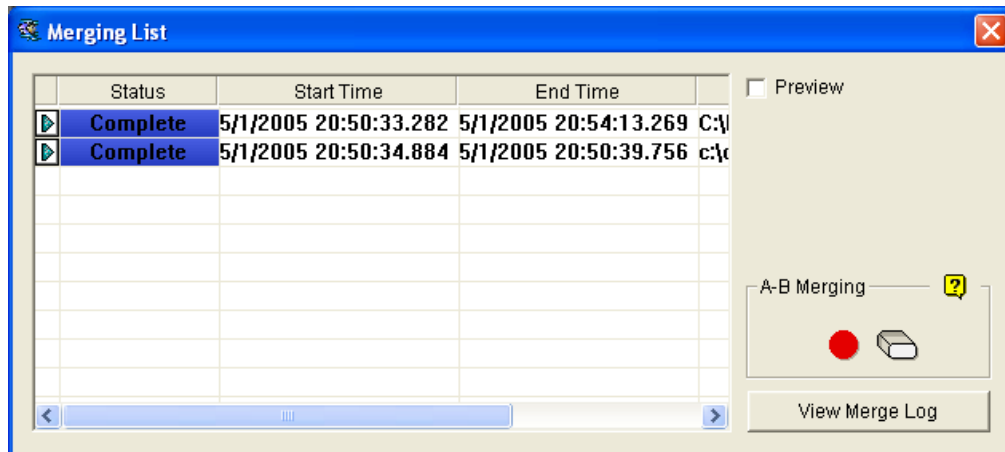 Merging List
Status Start Time End Time
Complete 5/1/2005 20:50:33.282 5/1/2005 20:54:13.269 C:\
Complete 5/1/2005 20:50:34.884 5/1/2005 20:50:39.756 c:\
Preview
A-B Merging ?
View Merge Log